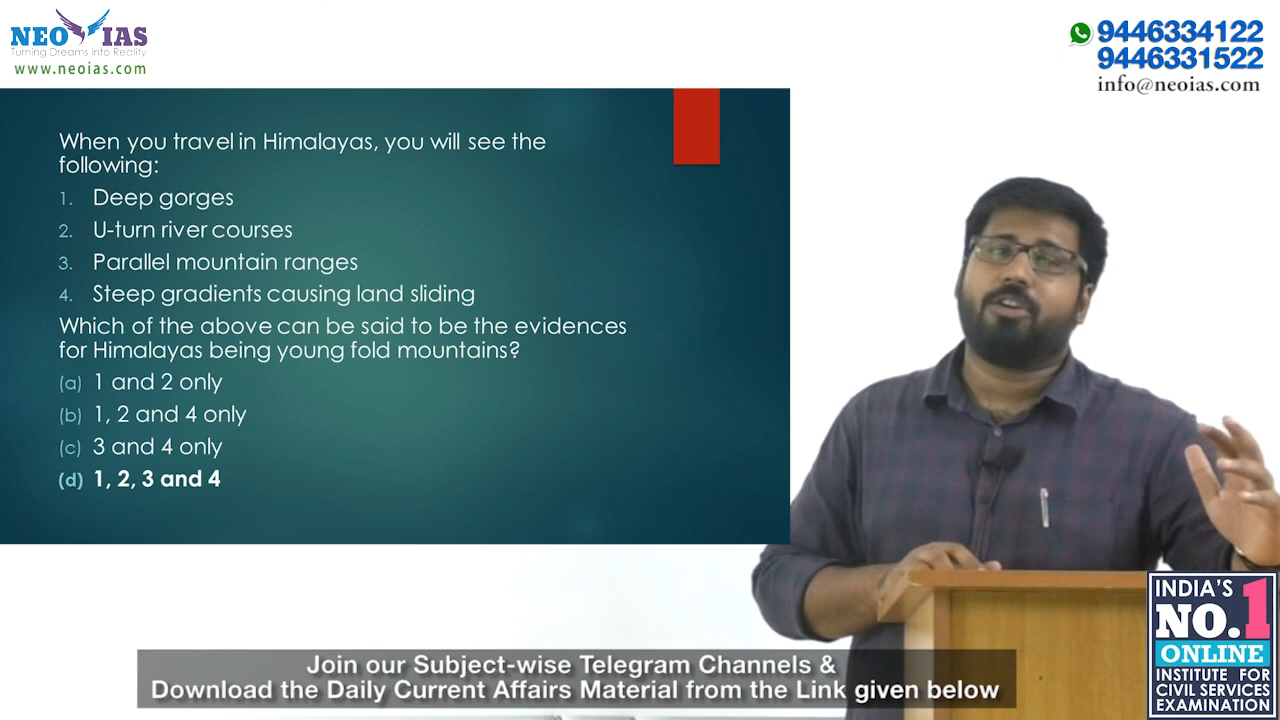 NEO IAS
Turning Dreams into Reality
www.neoias.com
9446334122
9446331522
info@neoias.com
When you travel in Himalayas, you will see the
following:
1. Deep gorges
2. U-turn river courses
3. Parallel mountain ranges
4. Steep gradients causing land sliding
Which of the above can be said to be the evidences
for Himalayas being young fold mountains?
(a) 1 and 2 only
(b) 1, 2 and 4 only
(c) 3 and 4 only
(d) 1, 2, 3 and 4
INDIA'S
NO.1
ONLINE
INSTITUTE FOR
CIVIL SERVICES
EXAMINATION
Join our Subject-wise Telegram Channels &
Download the Daily Current Affairs Material from the Link given below